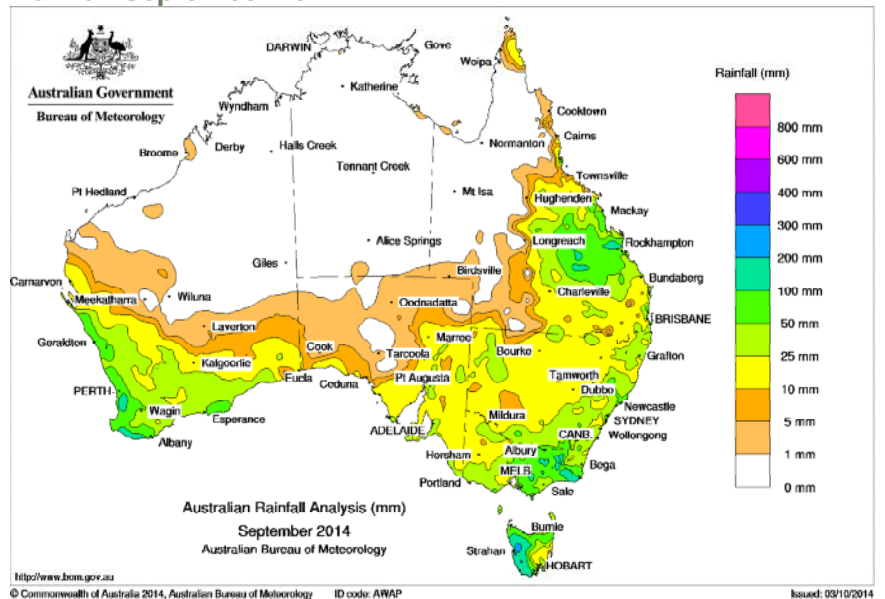 Australian Government
Bureau of Meteorology
DARWIN
Gove
Weipa
Katherine
Wyndham
Cooktown
Cairns
Broome
Derby
Halls Creek
Normanton
Tennant Creek
Townsville
Pt Hedland
Mt Isa
Hughenden
Mackay
Alice Springs
Longreach
Rockhampton
Giles
Birdsville
Carnarvon
Meekatharra
Wiluna
Oodnadatta
Charleville
Bundaberg
Laverton
BRISBANE
Geraldton
Cook
Marree
Bourke
Grafton
Kalgoorlie
Tarcoola
Eucla
Ceduna
Pt Augusta
Tamworth
PERTH
Dubbo
Wagin
Esperance
Mildura
Newcastle
SYDNEY
Albany
ADELAIDE
CANB.
Wollongong
Horsham
Albury
MELB.
Bega
Portland
Sale
Burnie
Strahan
HOBART
Rainfall (mm)
800 mm
600 mm
400 mm
300 mm
200 mm
100 mm
50 mm
25 mm
10 mm
5 mm
1 mm
0 mm
Australian Rainfall Analysis (mm)
September 2014
Australian Bureau of Meteorology
http://www.bom.gov.au
© Commonwealth of Australia 2014, Australian Bureau of Meteorology
ID code: AWAP
Issued: 03/10/2014